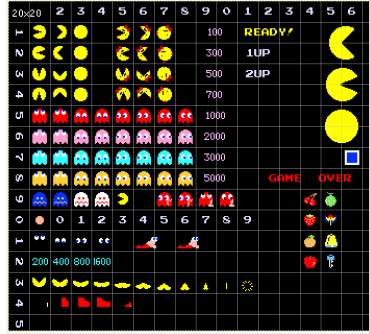 20x20 2 3 4 5 6 7 8 9 0 1 2 3 4 5 6
1 100 READY!
2 300 1UP
3 500 2UP
4 700
5 1000
6 2000
7 3000
8 5000 GAME OVER
9
0 0 1 2 3 4 5 6 7 8 9
1
2 200 400 800 1600
3
4
5